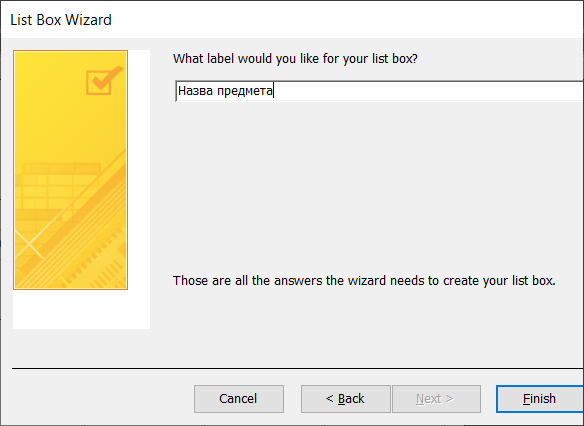 List Box Wizard
What label would you like for your list box?
Назва предмета
Those are all the answers the wizard needs to create your list box.
Cancel
< Back
Next >
Finish